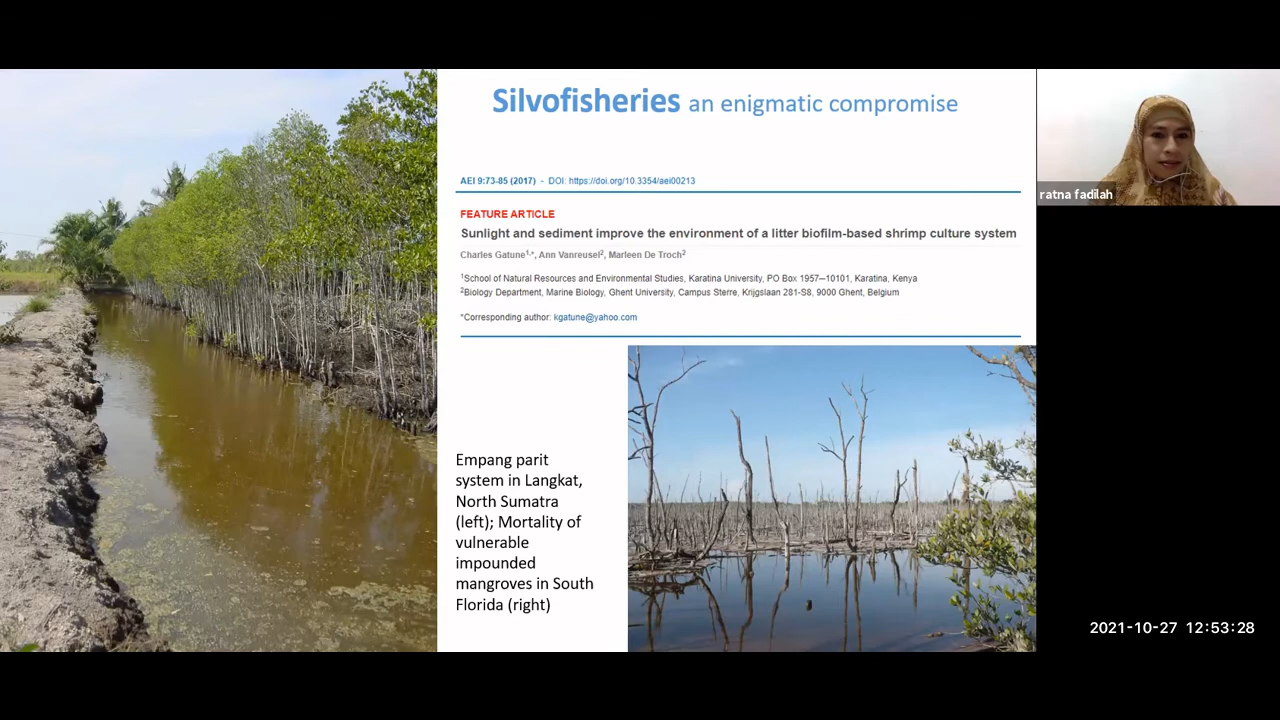 Silvofisheries an enigmatic compromise
AEI 9:73-85 (2017) - DOI: https://doi.org/10.3354/aei00213
FEATURE ARTICLE
Sunlight and sediment improve the environment of a litter biofilm-based shrimp culture system
Charles Gatune1,*, Ann Vanreusel2, Marleen De Troch2
1School of Natural Resources and Environmental Studies, Karatina University, PO Box 1957−10101, Karatina, Kenya
2Biology Department, Marine Biology, Ghent University, Campus Sterre, Krijgslaan 281-S8, 9000 Ghent, Belgium
*Corresponding author: kgatune@yahoo.com
Empang parit
system in Langkat,
North Sumatra
(left); Mortality of
vulnerable
impounded
mangroves in South
Florida (right)
ratna fadilah
2021-10-27 12:53:28